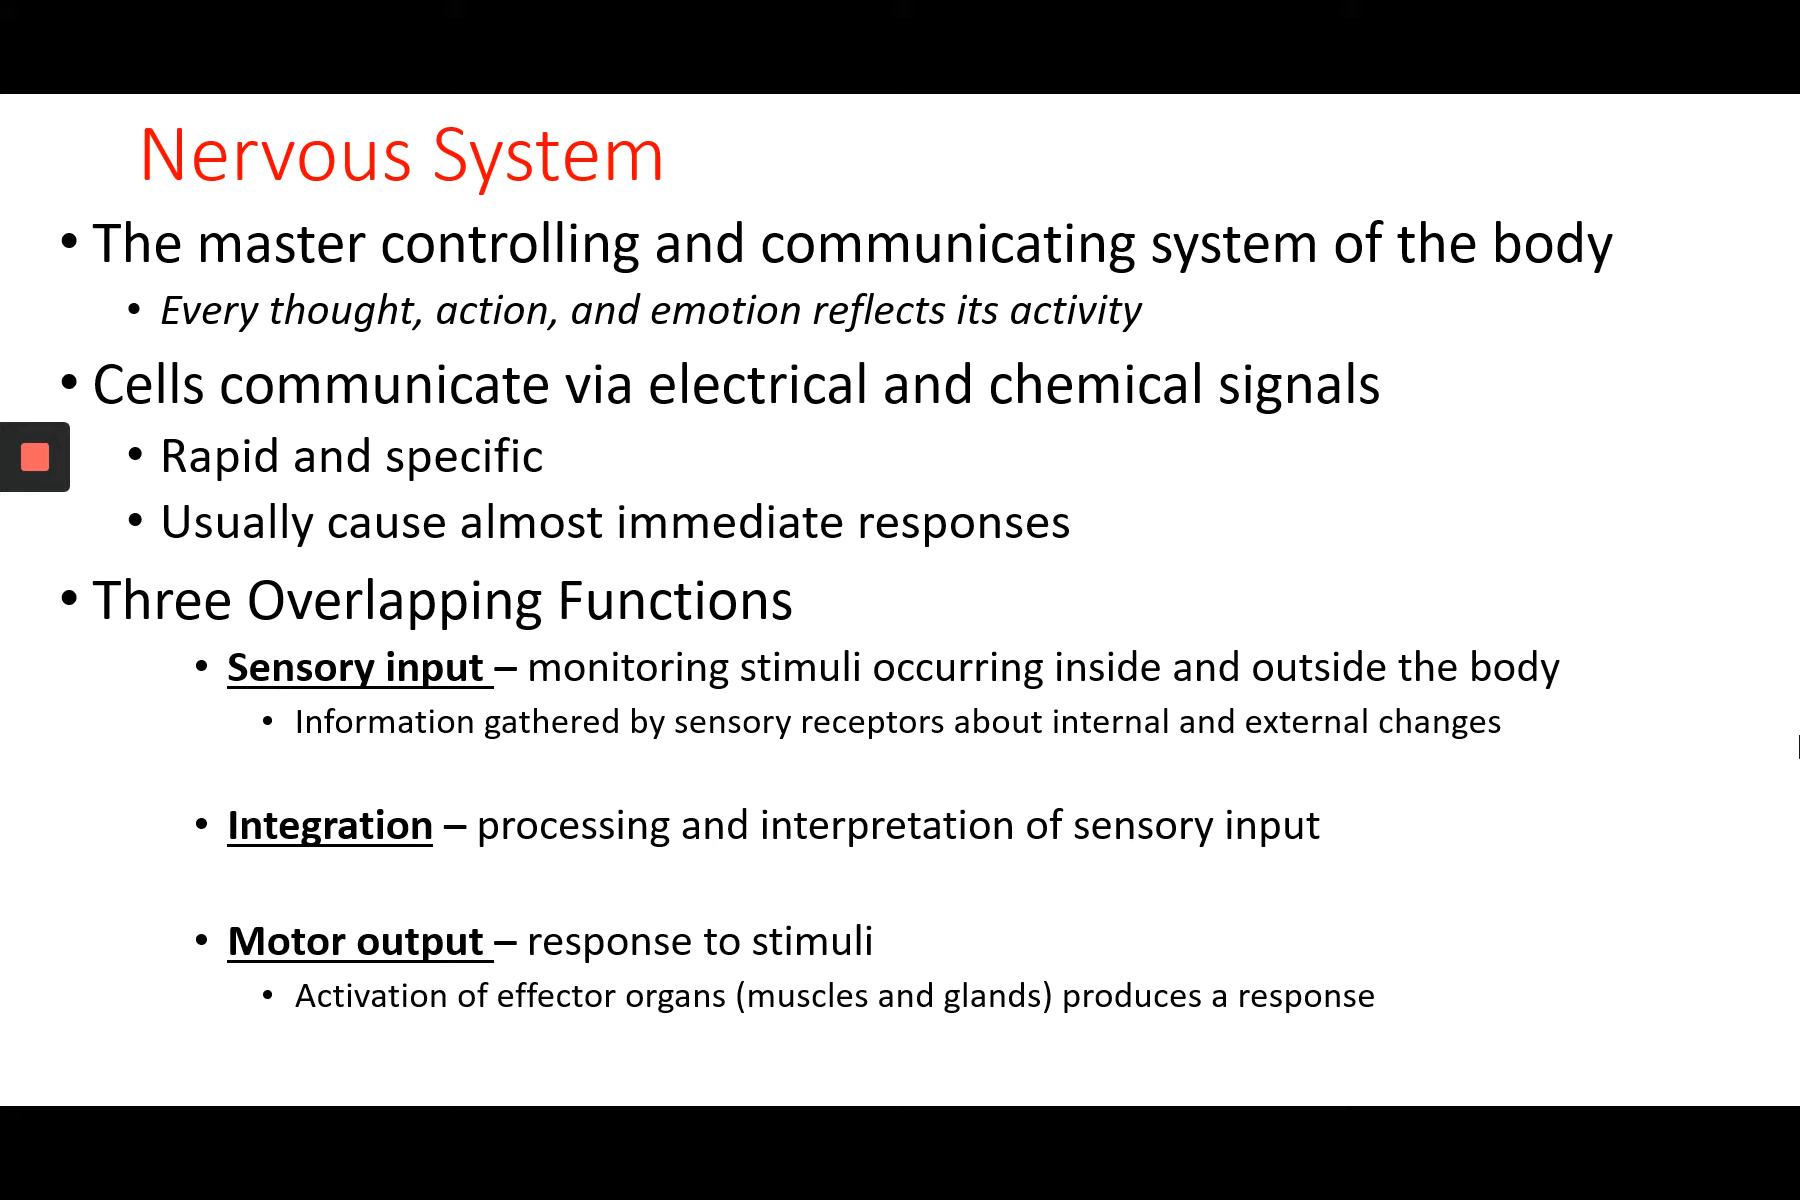 Nervous System
• The master controlling and communicating system of the body
• Every thought, action, and emotion reflects its activity
• Cells communicate via electrical and chemical signals
• Rapid and specific
• Usually cause almost immediate responses
• Three Overlapping Functions
• Sensory input – monitoring stimuli occurring inside and outside the body
• Information gathered by sensory receptors about internal and external changes
• Integration – processing and interpretation of sensory input
• Motor output – response to stimuli
• Activation of effector organs (muscles and glands) produces a response